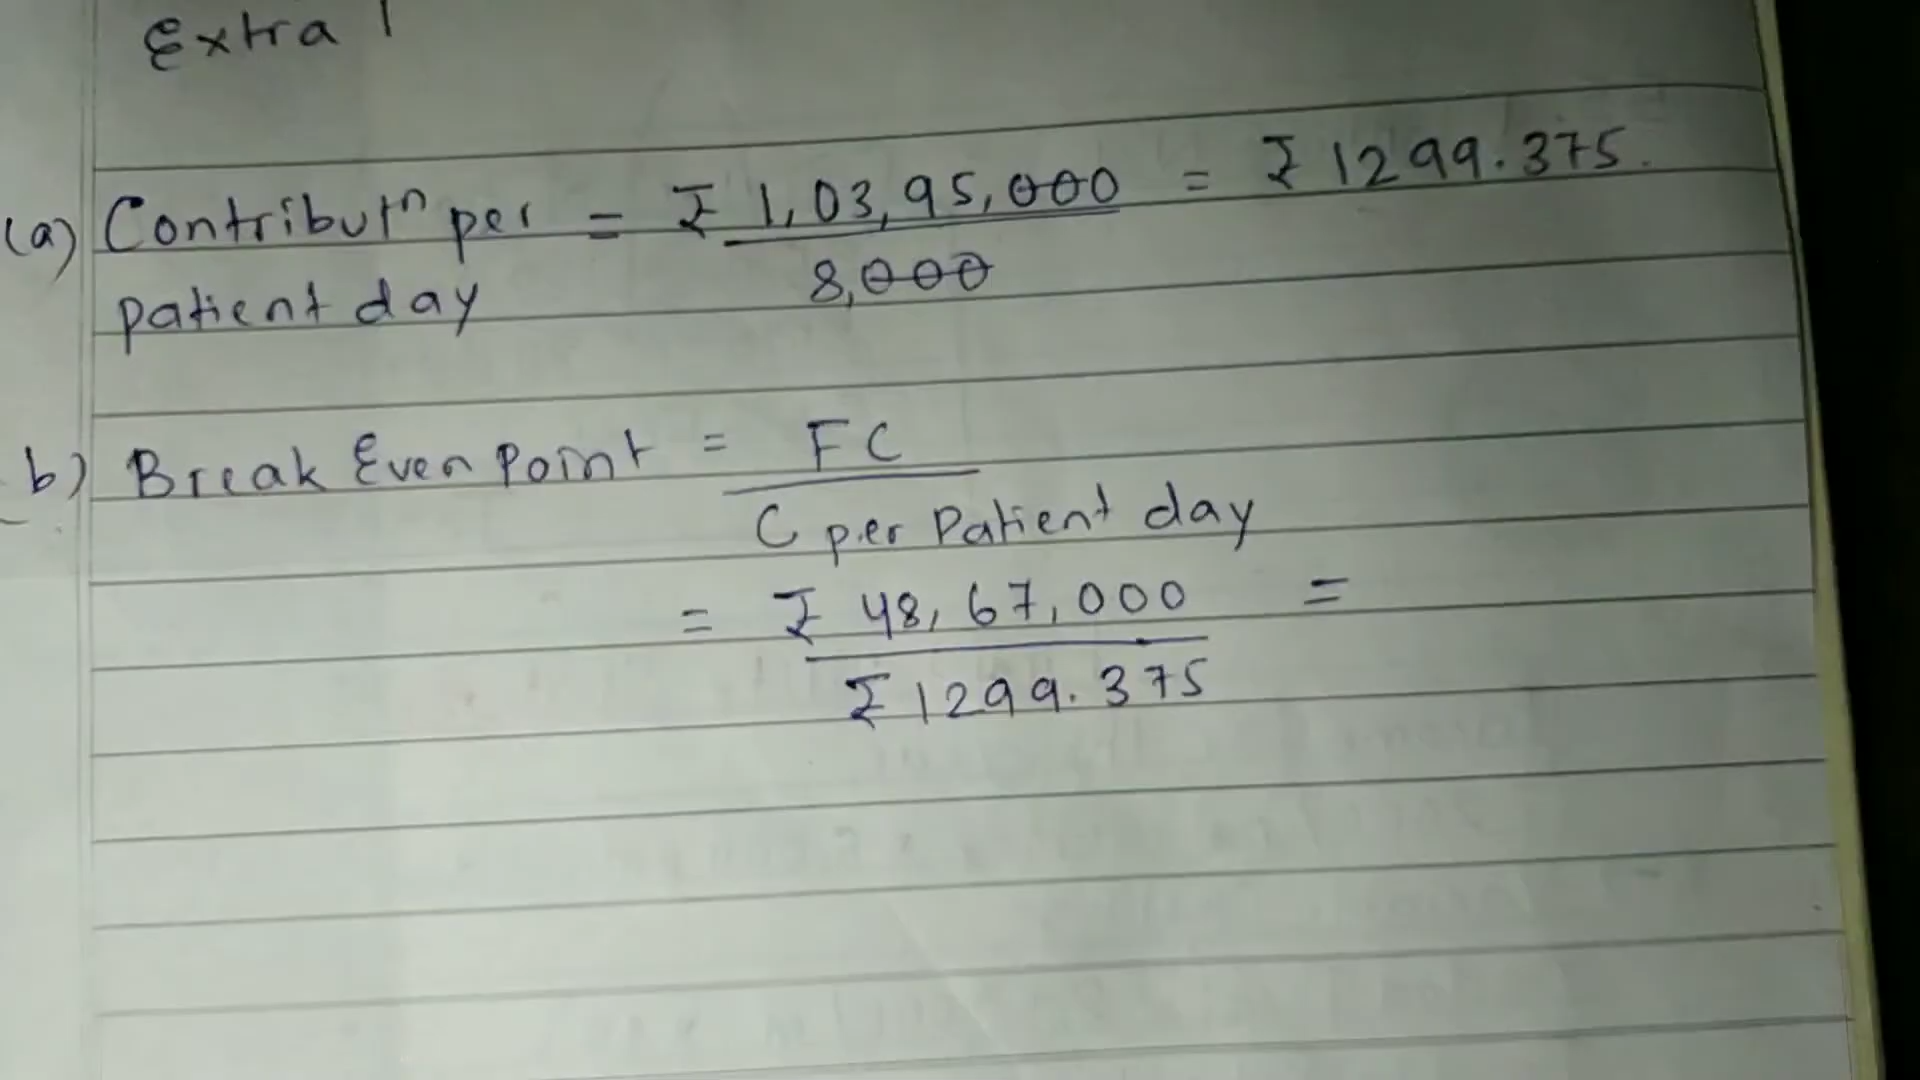 Extra 1
(a) Contributⁿ per = ₹ 1,03,95,000 = ₹ 1299.375.
patient day 8,000
b) Break Even Point = FC
C per Patient day
= ₹ 48,67,000 =
₹ 1299.375